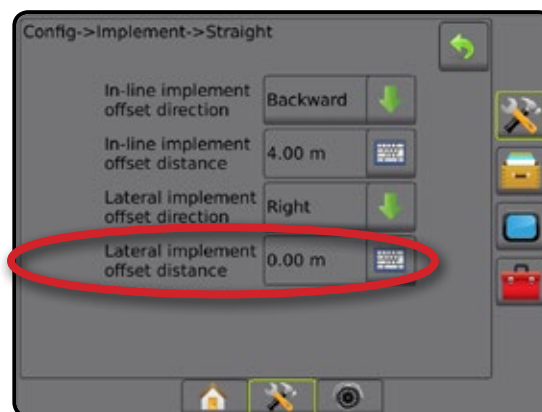 Config->Implement->Straight
In-line implement
offset direction
Backward
In-line implement
offset distance
4.00 m
Lateral implement
offset direction
Right
Lateral implement
offset distance
0.00 m